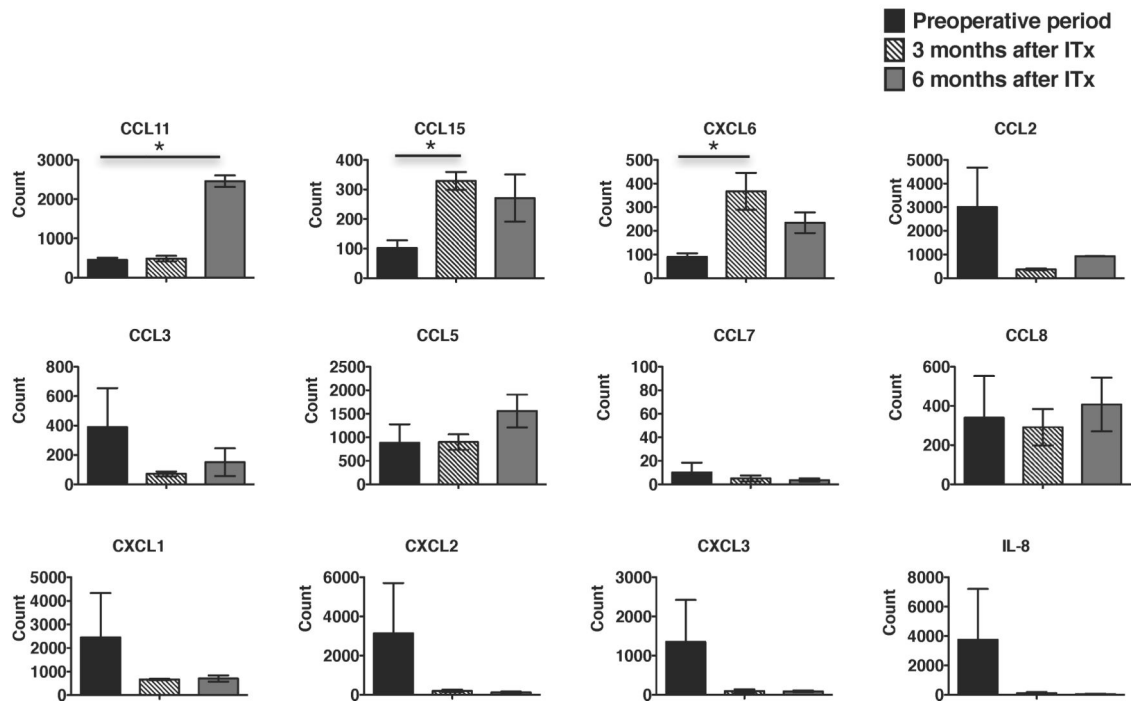 Preoperative period
3 months after ITx
6 months after ITx
CCL11
CCL15
CXCL6
CCL2
*
*
*
Count
3000
2000
1000
0
Count
400
300
200
100
0
Count
500
400
300
200
100
0
Count
5000
4000
3000
2000
1000
0
CCL3
CCL5
CCL7
CCL8
Count
800
600
400
200
0
Count
2500
2000
1500
1000
500
0
Count
100
80
60
40
20
0
Count
600
400
200
0
CXCL1
CXCL2
CXCL3
IL-8
Count
5000
4000
3000
2000
1000
0
Count
6000
4000
2000
0
Count
3000
2000
1000
0
Count
8000
6000
4000
2000
0